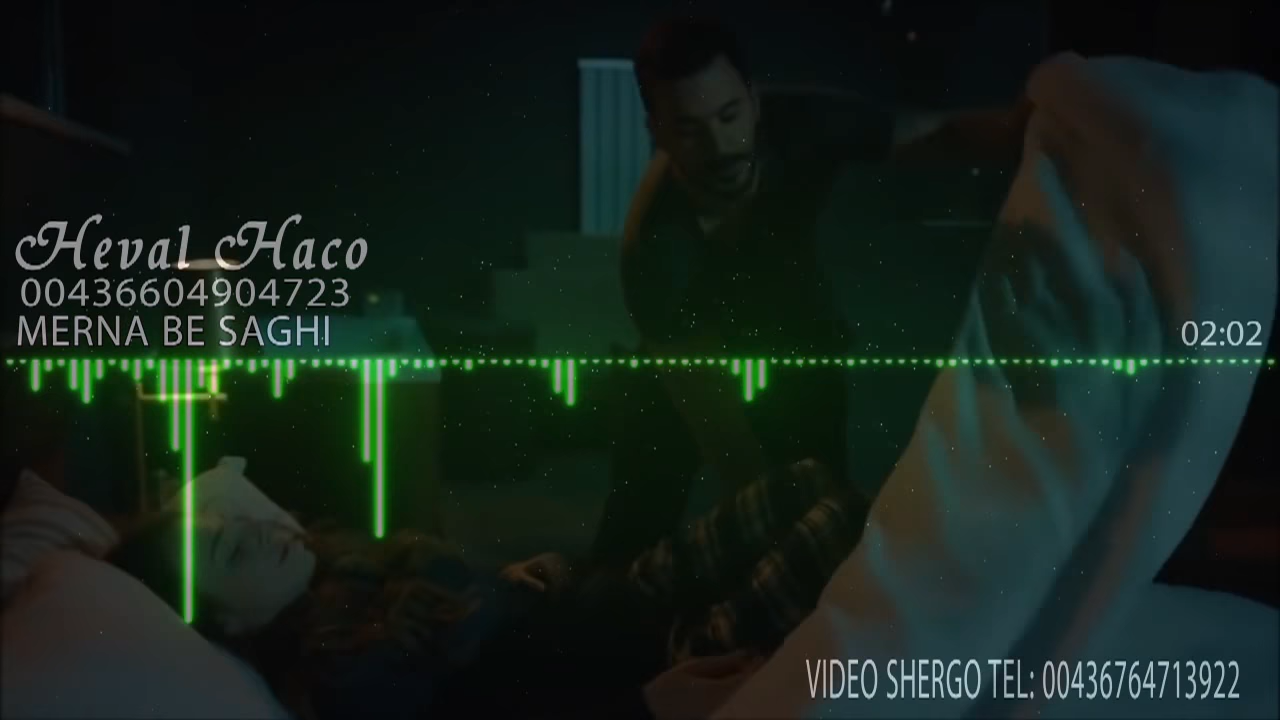 Heval Haco
00436604904723
MERNA BE SAGHI
02:02
VIDEO SHERGO TEL: 00436764713922